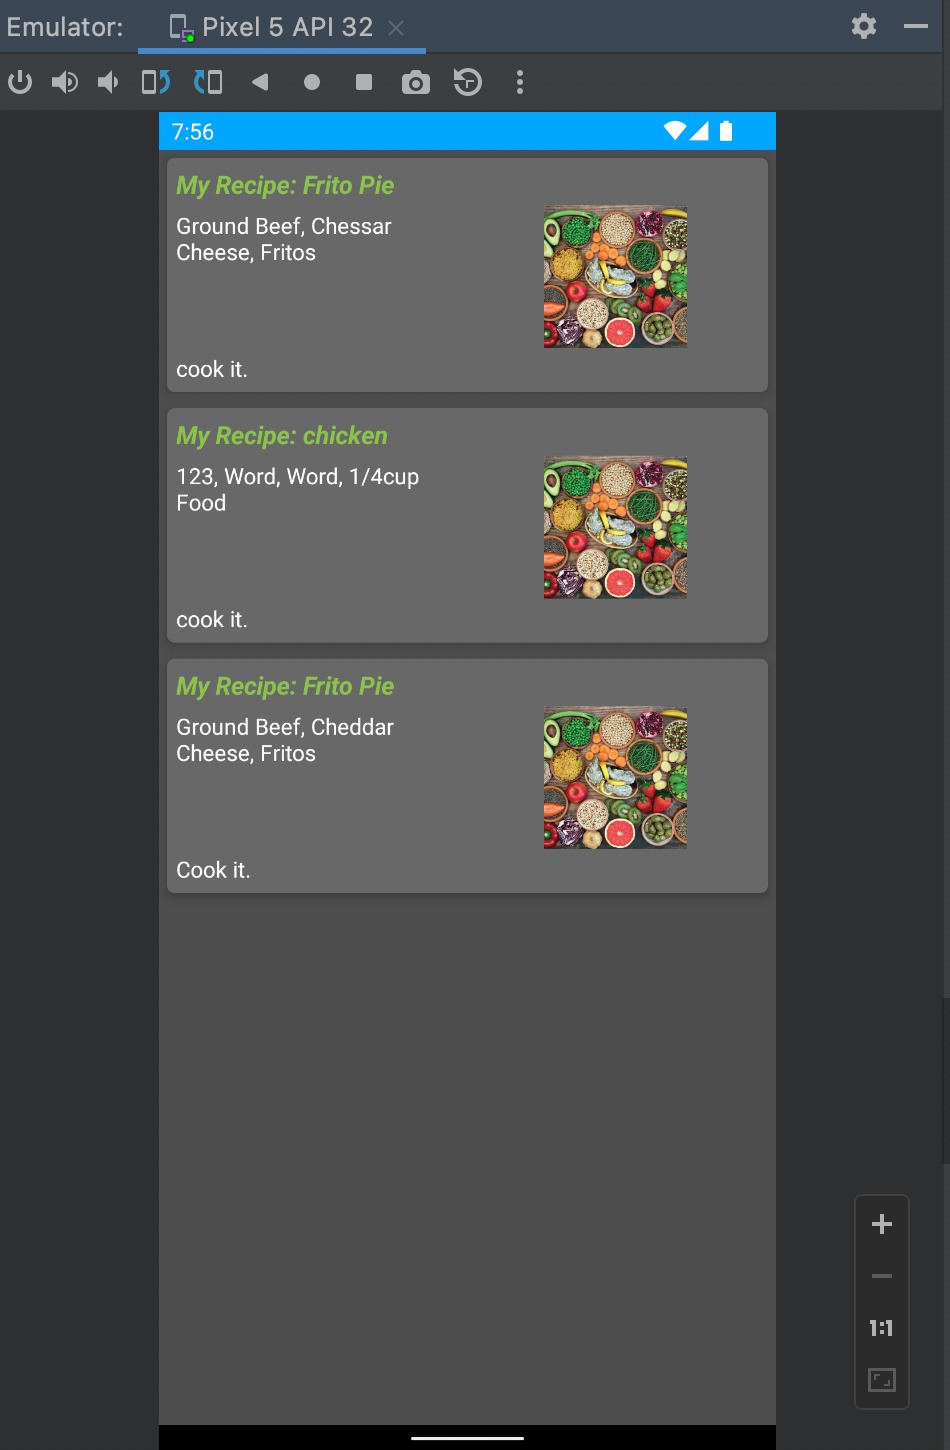 Emulator: Pixel 5 API 32
7:56
My Recipe: Frito Pie
Ground Beef, Chessar
Cheese, Fritos
cook it.
My Recipe: chicken
123, Word, Word, 1/4cup
Food
cook it.
My Recipe: Frito Pie
Ground Beef, Cheddar
Cheese, Fritos
Cook it.
1:1